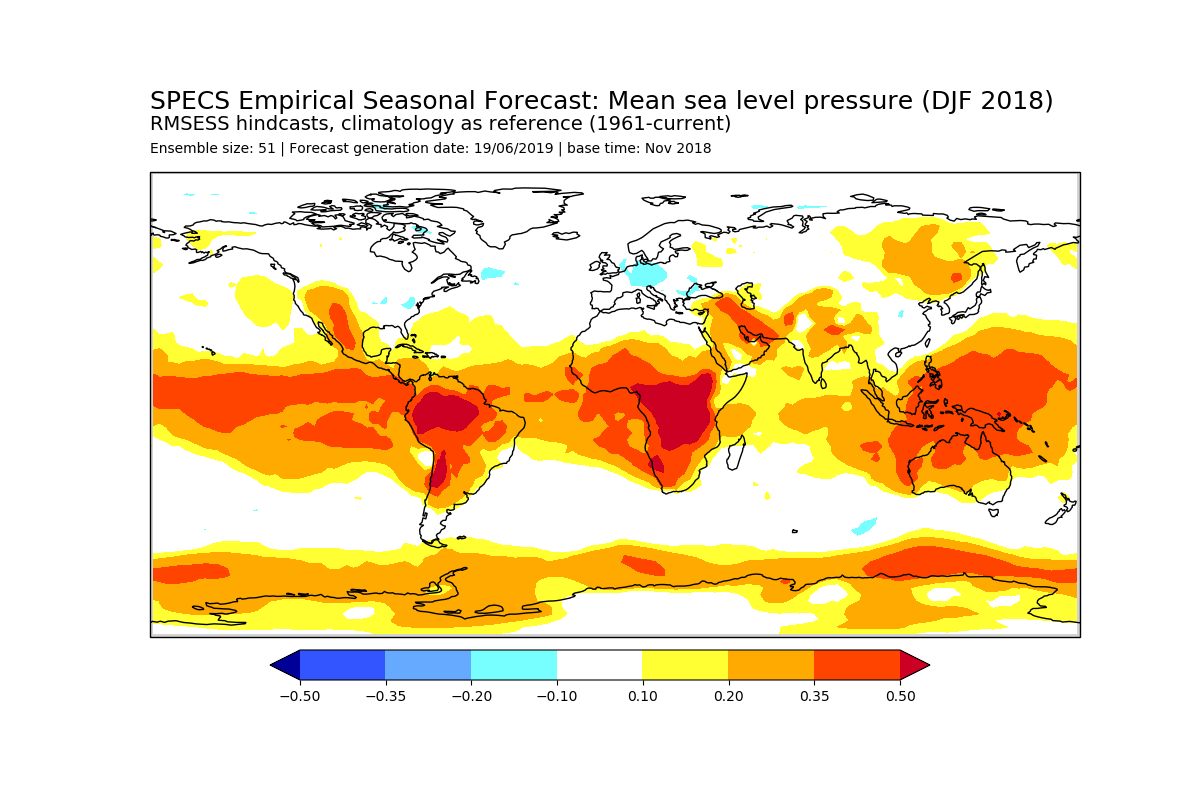 SPECS Empirical Seasonal Forecast: Mean sea level pressure (DJF 2018)
RMSESS hindcasts, climatology as reference (1961-current)
Ensemble size: 51 | Forecast generation date: 19/06/2019 | base time: Nov 2018
−0.50 −0.35 −0.20 −0.10 0.10 0.20 0.35 0.50